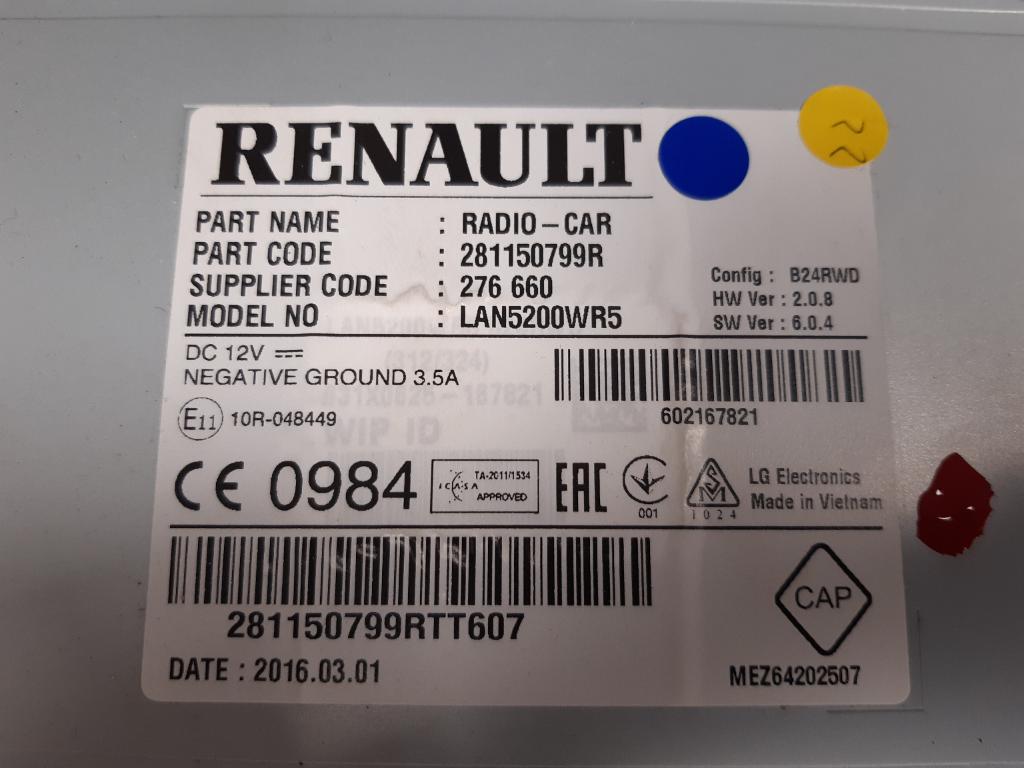 RENAULT
PART NAME : RADIO-CAR
PART CODE : 281150799R
SUPPLIER CODE : 276 660
MODEL NO : LAN5200WR5
Config : B24RWD
HW Ver : 2.0.8
SW Ver : 6.0.4
DC 12V
NEGATIVE GROUND 3.5A
E11 10R-048449
602167821
CE 0984
TA-2011/1534
ICASA
APPROVED
EAC
001
SM
1024
LG Electronics
Made in Vietnam
281150799RTT607
CAP
DATE : 2016.03.01
MEZ64202507